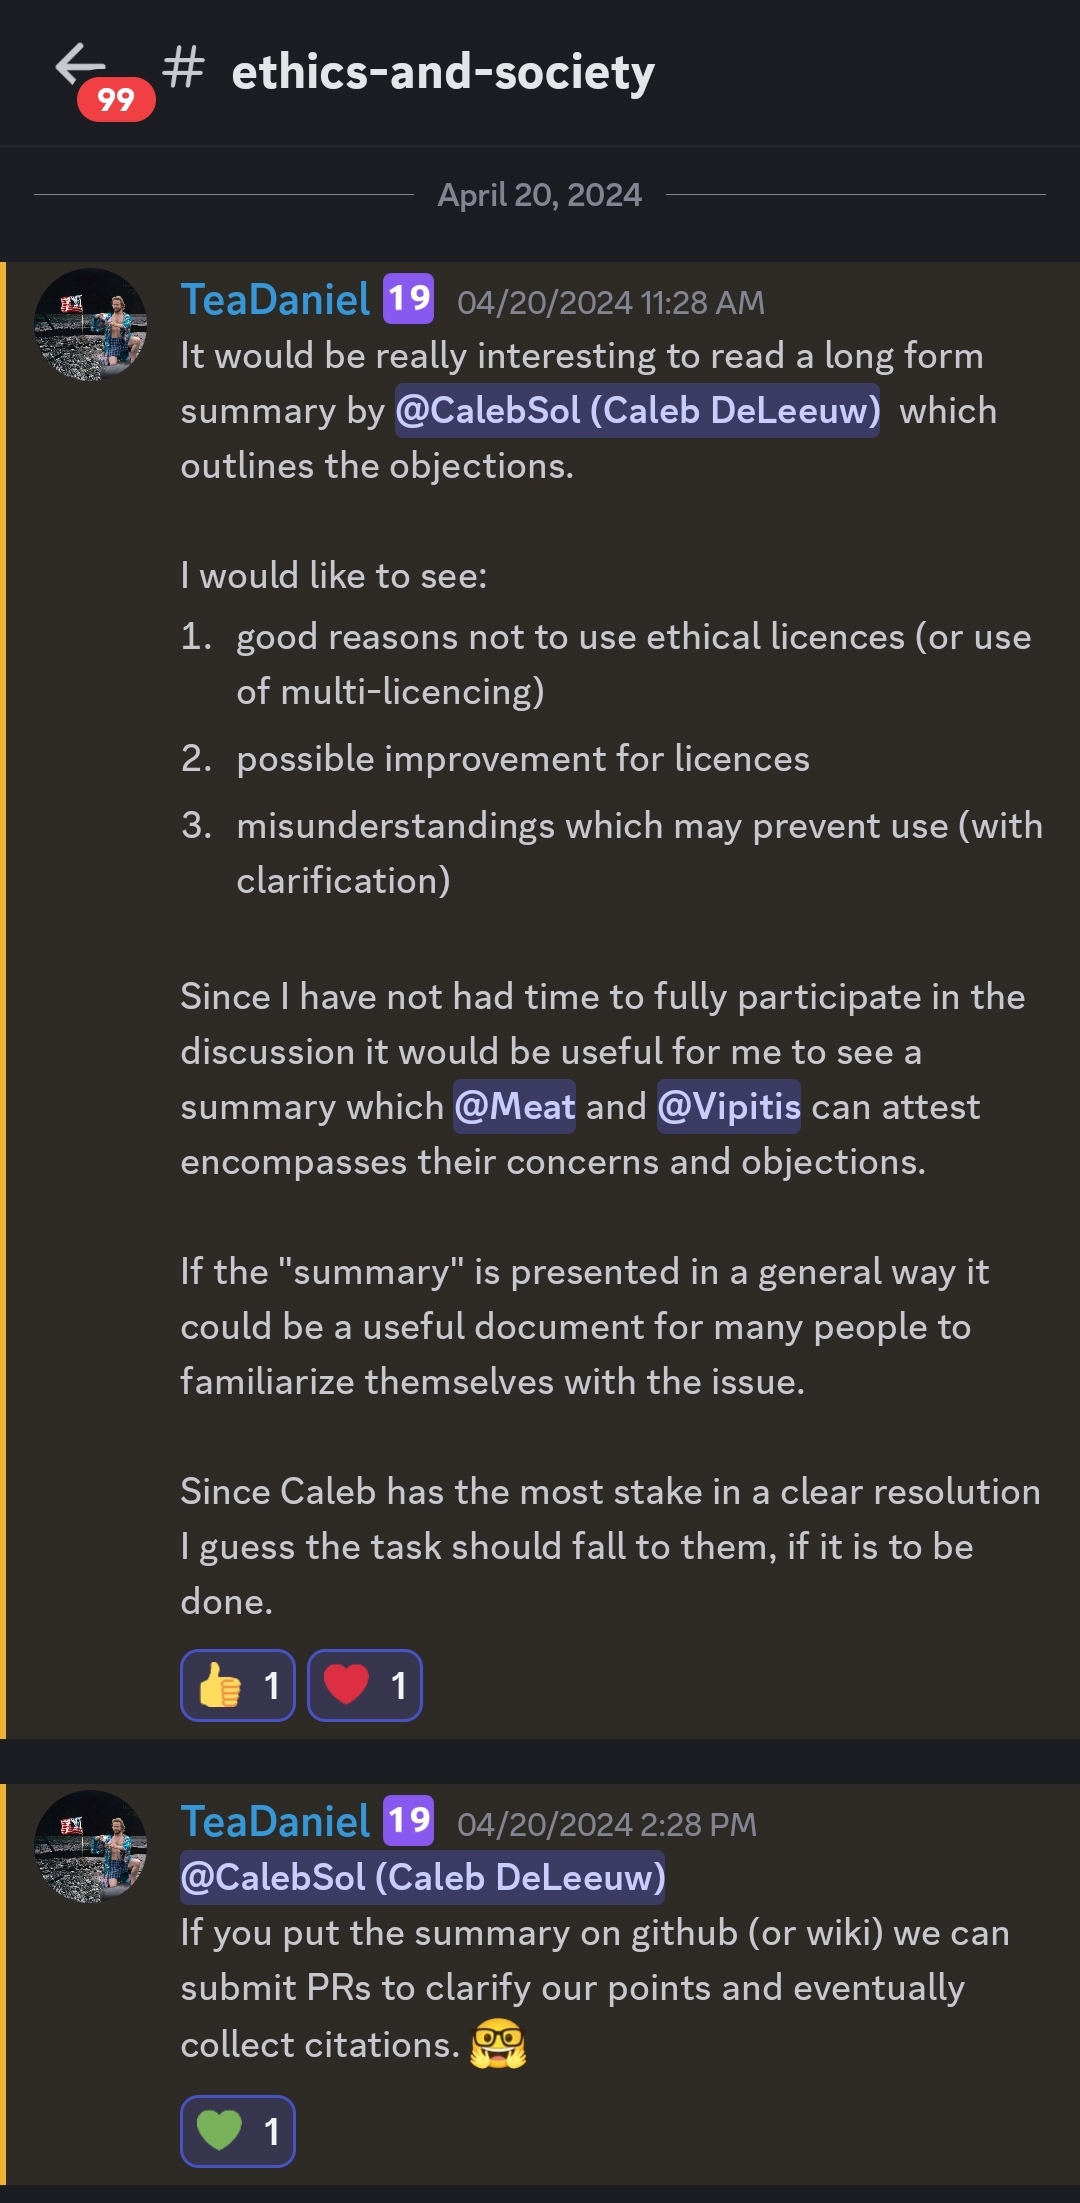 99
# ethics-and-society
April 20, 2024
TeaDaniel 19 04/20/2024 11:28 AM
It would be really interesting to read a long form
summary by @CalebSol (Caleb DeLeeuw) which
outlines the objections.
I would like to see:
1. good reasons not to use ethical licences (or use
of multi-licencing)
2. possible improvement for licences
3. misunderstandings which may prevent use (with
clarification)
Since I have not had time to fully participate in the
discussion it would be useful for me to see a
summary which @Meat and @Vipitis can attest
encompasses their concerns and objections.
If the "summary" is presented in a general way it
could be a useful document for many people to
familiarize themselves with the issue.
Since Caleb has the most stake in a clear resolution
I guess the task should fall to them, if it is to be
done.
👍 1 ❤️ 1
TeaDaniel 19 04/20/2024 2:28 PM
@CalebSol (Caleb DeLeeuw)
If you put the summary on github (or wiki) we can
submit PRs to clarify our points and eventually
collect citations.
💚 1